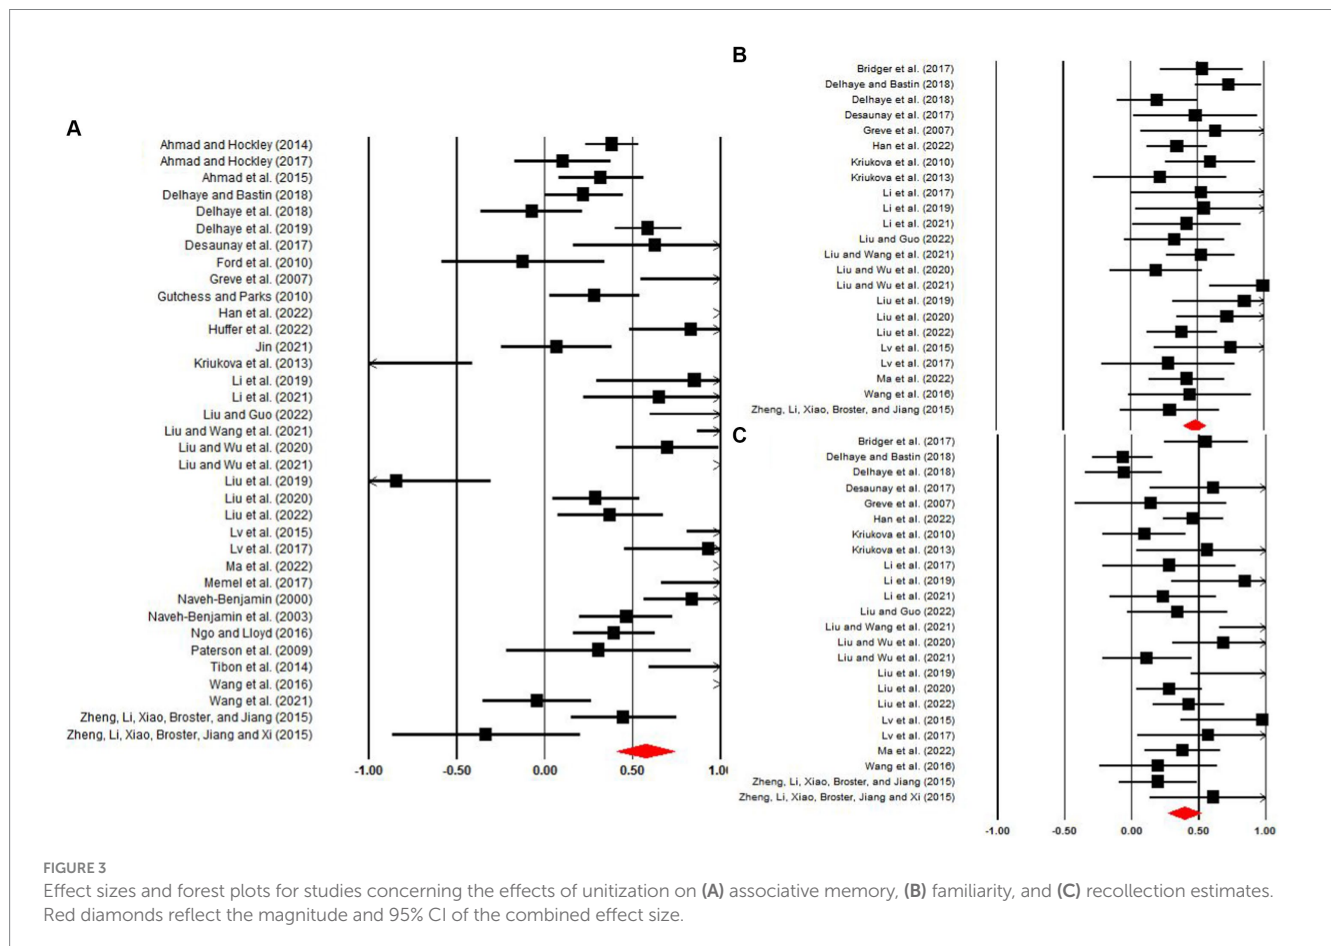 A
Ahmad and Hockley (2014)
Ahmad and Hockley (2017)
Ahmad et al. (2015)
Delhaye and Bastin (2018)
Delhaye et al. (2018)
Delhaye et al. (2019)
Desaunay et al. (2017)
Ford et al. (2010)
Greve et al. (2007)
Gutchess and Parks (2010)
Han et al. (2022)
Huffer et al. (2022)
Jin (2021)
Kriukova et al. (2013)
Li et al. (2019)
Li et al. (2021)
Liu and Guo (2022)
Liu and Wang et al. (2021)
Liu and Wu et al. (2020)
Liu and Wu et al. (2021)
Liu et al. (2019)
Liu et al. (2020)
Liu et al. (2022)
Lv et al. (2015)
Lv et al. (2017)
Ma et al. (2022)
Memel et al. (2017)
Naveh-Benjamin (2000)
Naveh-Benjamin et al. (2003)
Ngo and Lloyd (2016)
Paterson et al. (2009)
Tibon et al. (2014)
Wang et al. (2016)
Wang et al. (2021)
Zheng, Li, Xiao, Broster, and Jiang (2015)
Zheng, Li, Xiao, Broster, Jiang and Xi (2015)
-1.00 -0.50 0.00 0.50 1.0
B
Bridger et al. (2017)
Delhaye and Bastin (2018)
Delhaye et al. (2018)
Desaunay et al. (2017)
Greve et al. (2007)
Han et al. (2022)
Kriukova et al. (2010)
Kriukova et al. (2013)
Li et al. (2017)
Li et al. (2019)
Li et al. (2021)
Liu and Guo (2022)
Liu and Wang et al. (2021)
Liu and Wu et al. (2020)
Liu and Wu et al. (2021)
Liu et al. (2019)
Liu et al. (2020)
Liu et al. (2022)
Lv et al. (2015)
Lv et al. (2017)
Ma et al. (2022)
Wang et al. (2016)
Zheng, Li, Xiao, Broster, and Jiang (2015)
C
Bridger et al. (2017)
Delhaye and Bastin (2018)
Delhaye et al. (2018)
Desaunay et al. (2017)
Greve et al. (2007)
Han et al. (2022)
Kriukova et al. (2010)
Kriukova et al. (2013)
Li et al. (2017)
Li et al. (2019)
Li et al. (2021)
Liu and Guo (2022)
Liu and Wang et al. (2021)
Liu and Wu et al. (2020)
Liu and Wu et al. (2021)
Liu et al. (2019)
Liu et al. (2020)
Liu et al. (2022)
Lv et al. (2015)
Lv et al. (2017)
Ma et al. (2022)
Wang et al. (2016)
Zheng, Li, Xiao, Broster, and Jiang (2015)
Zheng, Li, Xiao, Broster, Jiang and Xi (2015)
-1.00 -0.50 0.00 0.50 1.00
FIGURE 3
Effect sizes and forest plots for studies concerning the effects of unitization on (A) associative memory, (B) familiarity, and (C) recollection estimates.
Red diamonds reflect the magnitude and 95% CI of the combined effect size.